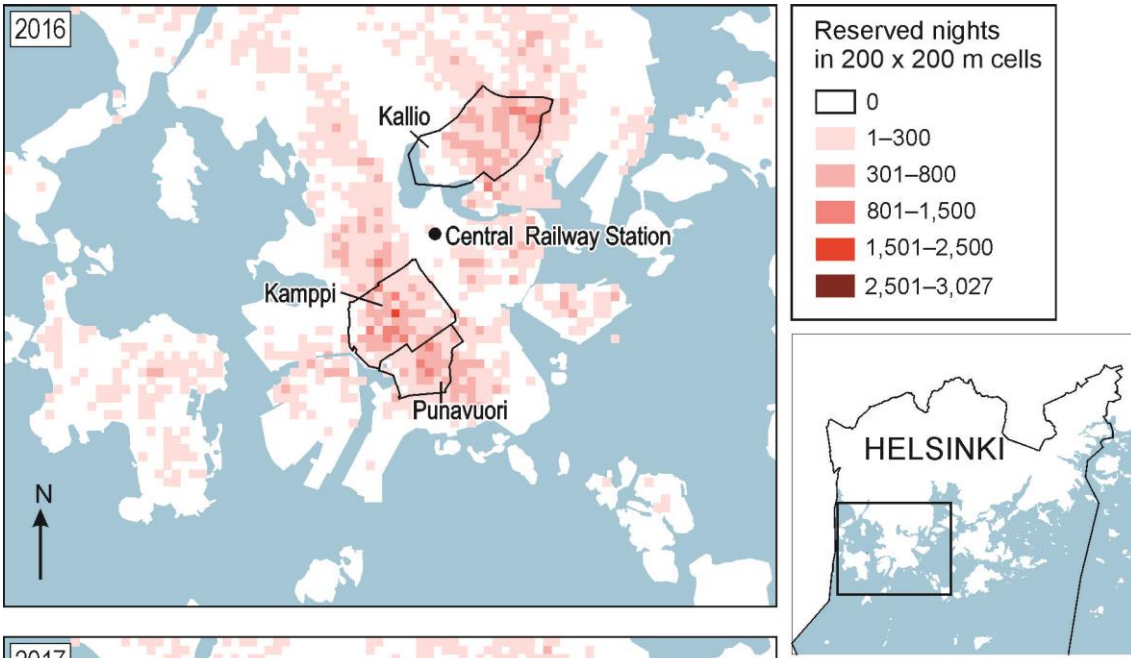 2016
Kallio
Central Railway Station
Kamppi
Punavuori
N
Reserved nights
in 200 x 200 m cells
0
1–300
301–800
801–1,500
1,501–2,500
2,501–3,027
HELSINKI
2017